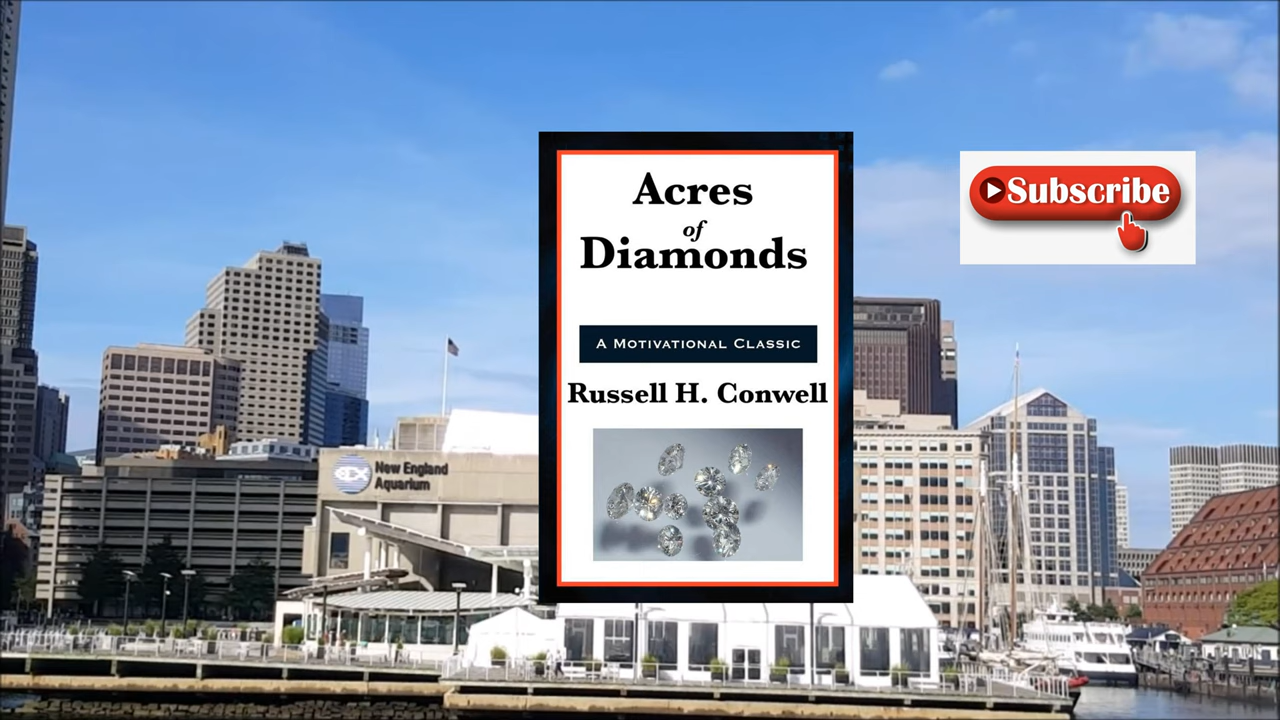 Acres
of
Diamonds
A Motivational Classic
Russell H. Conwell
Subscribe
New England
Aquarium